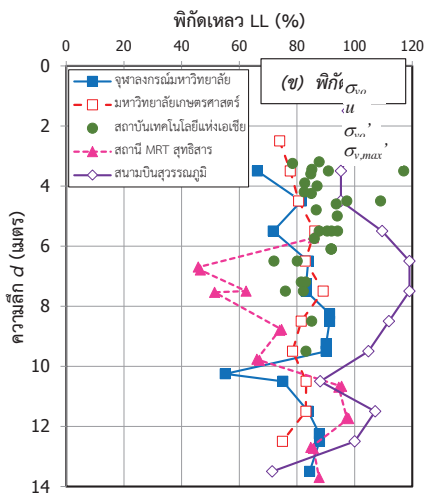 พิกัดเหลว LL (%)
0 20 40 60 80 100 120
0
2
4
6
8
10
12
14
ความลึก d (เมตร)
จุฬาลงกรณ์มหาวิทยาลัย
มหาวิทยาลัยเกษตรศาสตร์
สถาบันเทคโนโลยีแห่งเอเชีย
สถานี MRT สุทธิสาร
สนามบินสุวรรณภูมิ
(ข) พิกัด
σvo
u
σvo'
σv,max'